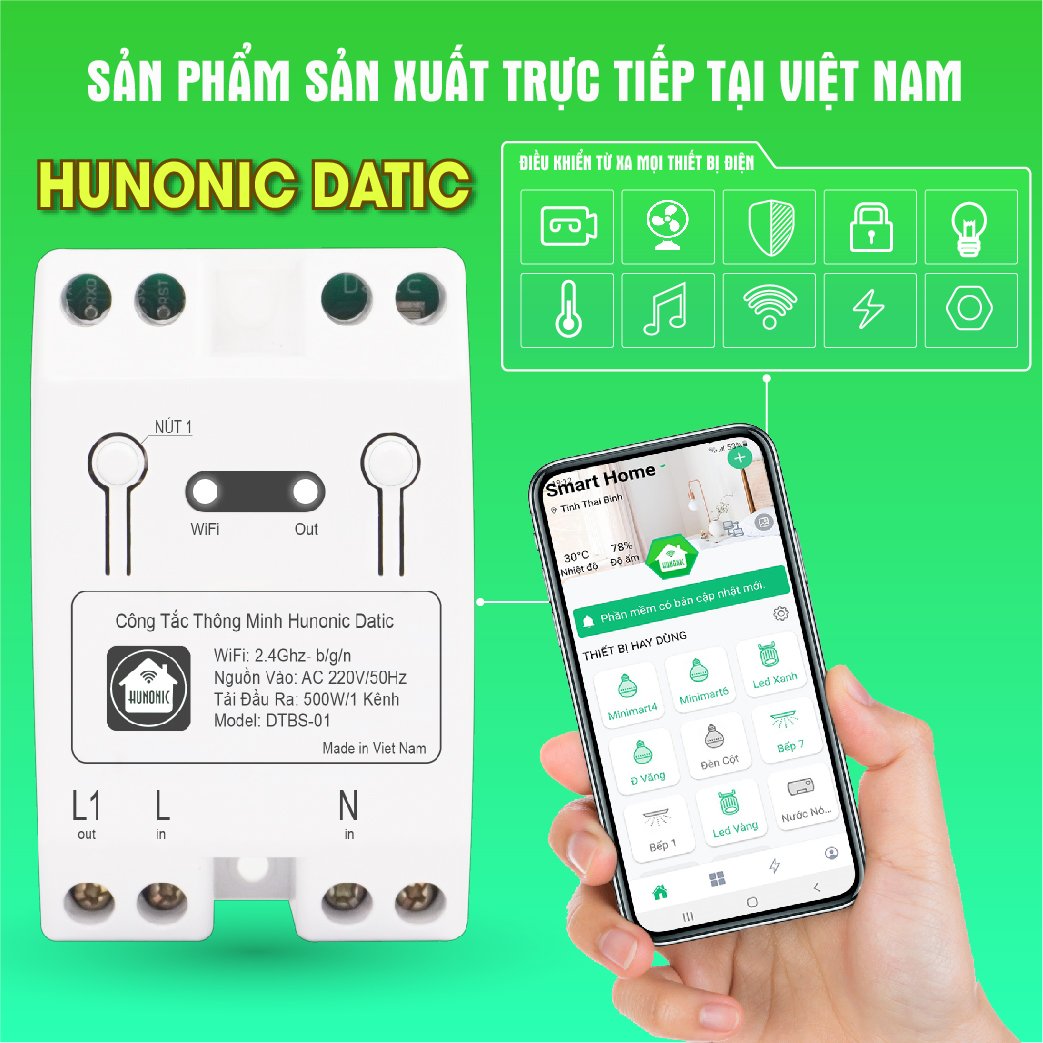 SẢN PHẨM SẢN XUẤT TRỰC TIẾP TẠI VIỆT NAM
HUNONIC DATIC
ĐIỀU KHIỂN TỪ XA MỌI THIẾT BỊ ĐIỆN
NÚT 1
WiFi
Out
Công Tắc Thông Minh Hunonic Datic
HUNONIC
WiFi: 2.4Ghz- b/g/n
Nguồn Vào: AC 220V/50Hz
Tải Đầu Ra: 500W/1 Kênh
Model: DTBS-01
Made in Viet Nam
L1
out
L
in
N
in
Smart Home
Tỉnh Thái Bình
30°C
Nhiệt độ
78%
Độ ẩm
HUNONIC
Phần mềm có bản cập nhật mới.
THIẾT BỊ HAY DÙNG
Minimart4
Minimart6
Led Xanh
Đ Vãng
Đèn Cột
Bếp 7
Bếp 1
Led Vàng
Nước Nó...